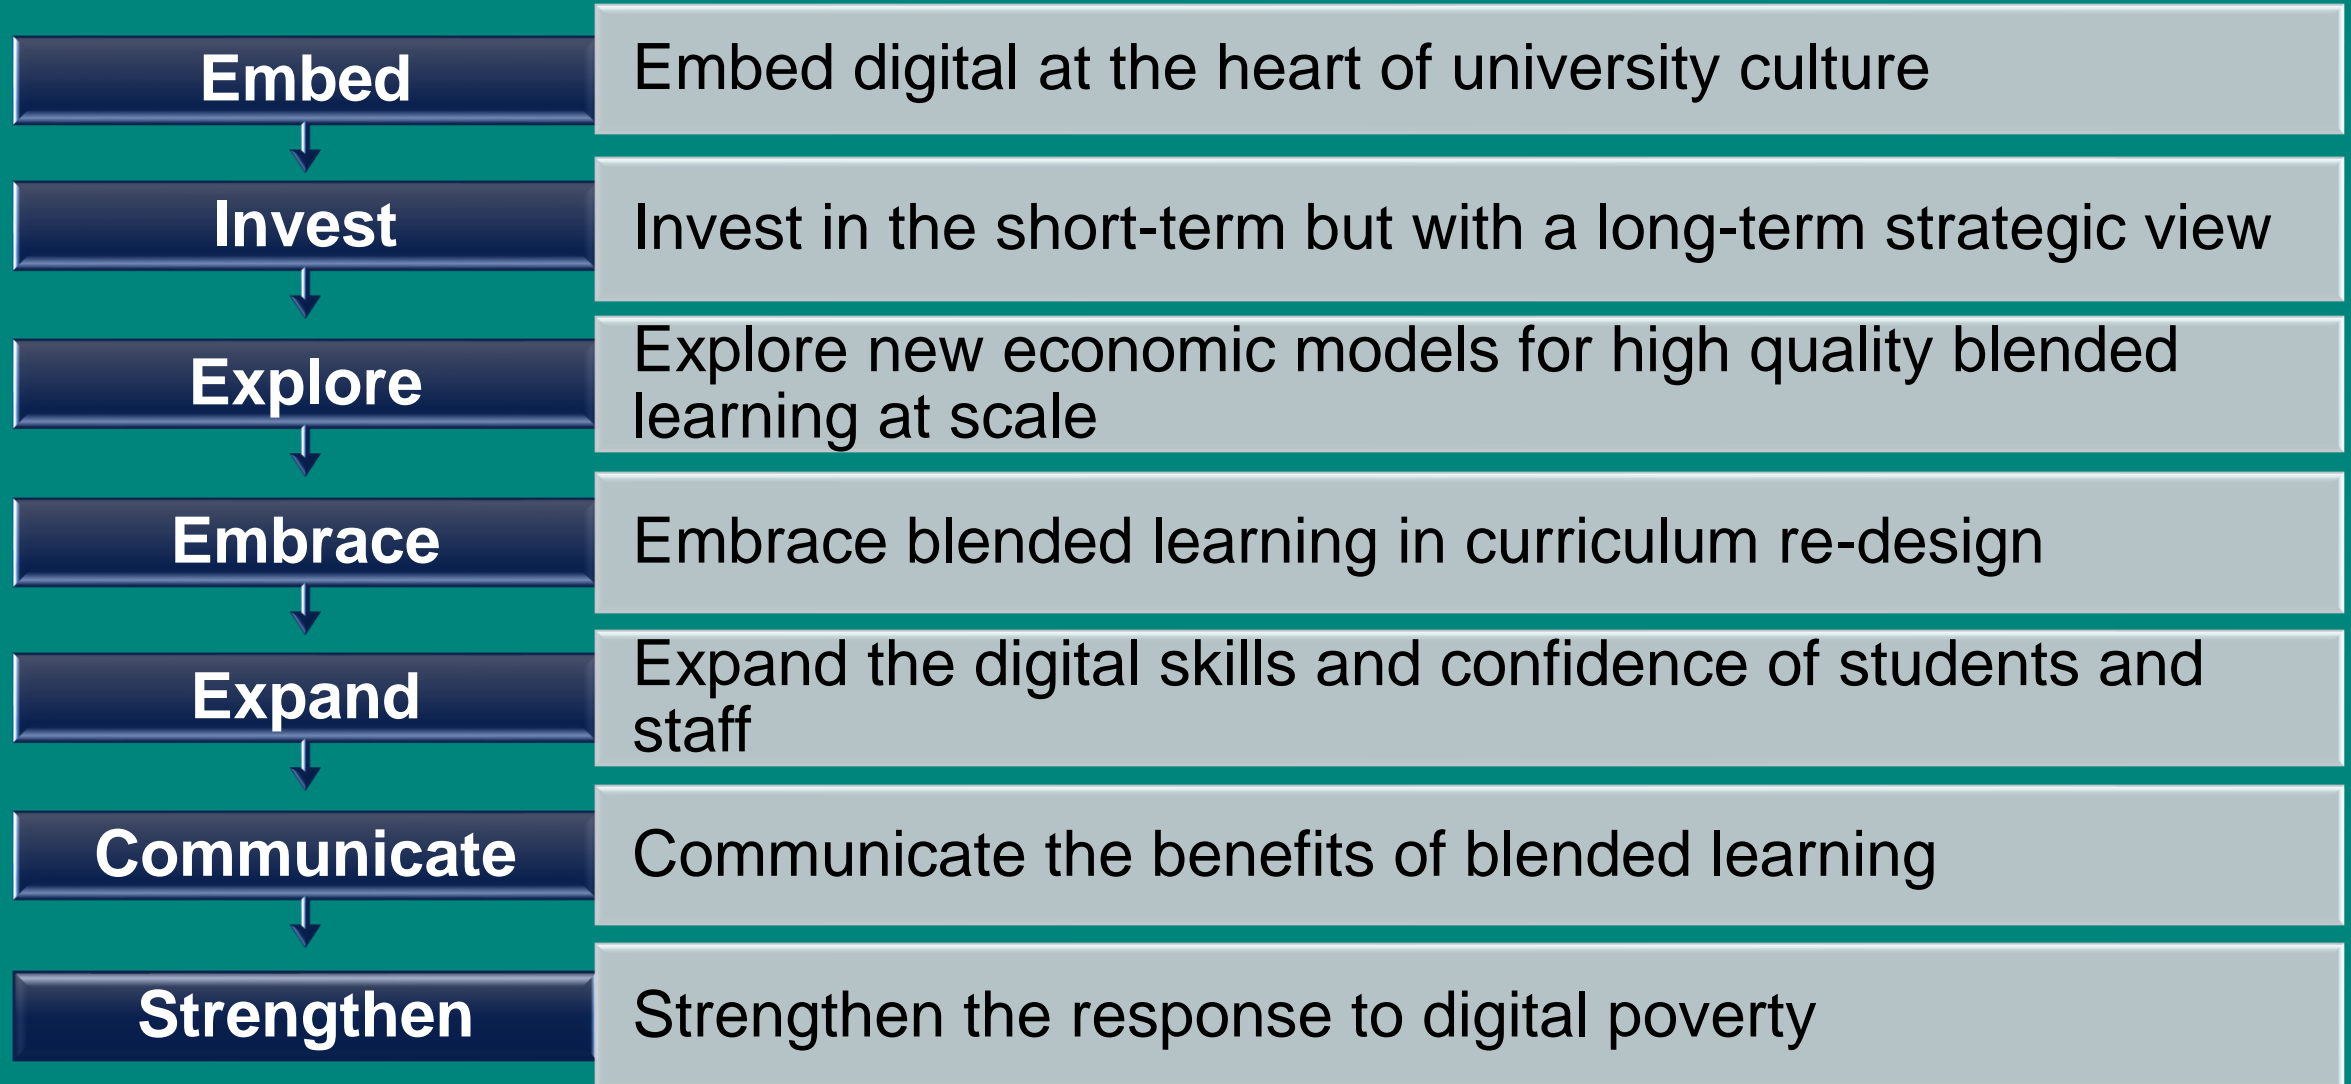 Embed
Embed digital at the heart of university culture
Invest
Invest in the short-term but with a long-term strategic view
Explore
Explore new economic models for high quality blended
learning at scale
Embrace
Embrace blended learning in curriculum re-design
Expand
Expand the digital skills and confidence of students and
staff
Communicate
Communicate the benefits of blended learning
Strengthen
Strengthen the response to digital poverty